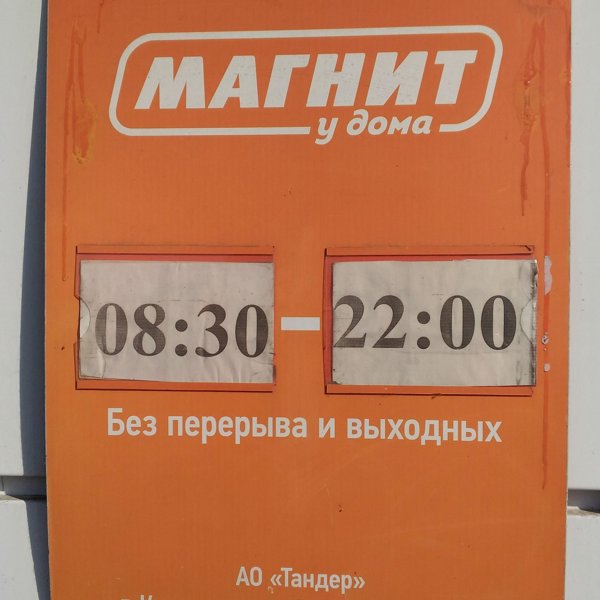 МАГНИТ
у дома
08:30 – 22:00
Без перерыва и выходных
АО «Тандер»